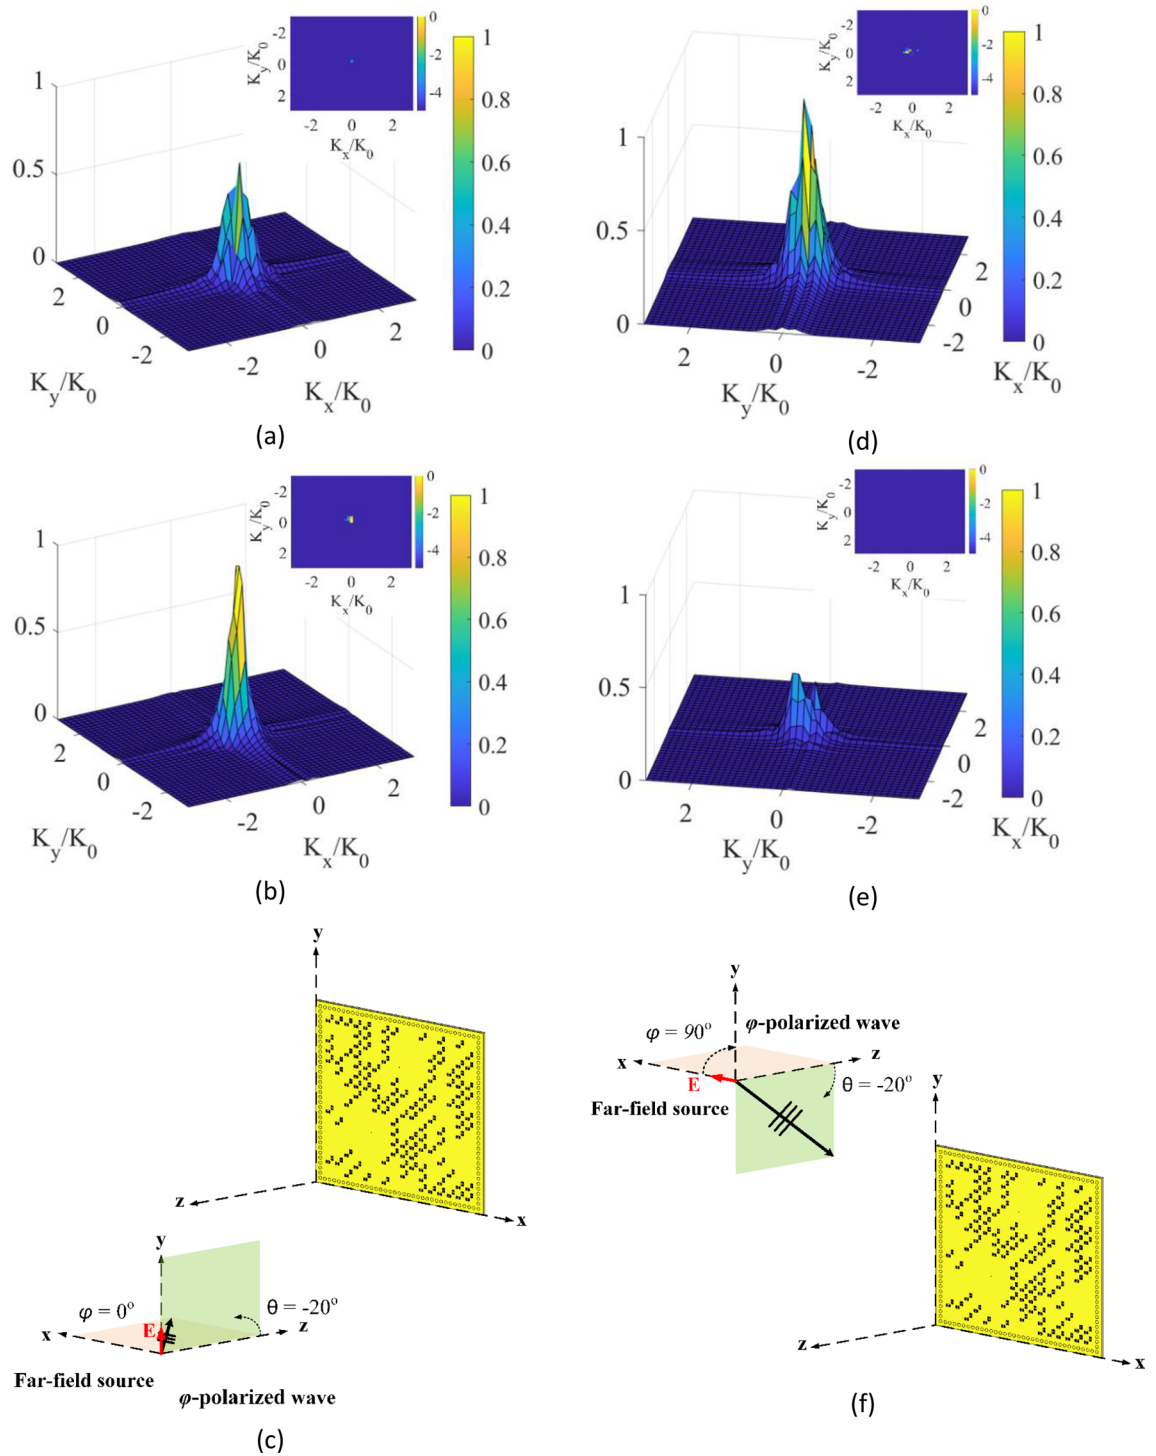 0
-2
-2
0
-4
2
-2
0
2
K_y/K_0
K_x/K_0
1
0.8
0.6
0.4
0.2
0
1
0.5
0
2
0
-2
-2
0
2
K_y/K_0
K_x/K_0
(a)
0
-2
-2
0
-4
2
-2
0
2
K_y/K_0
K_x/K_0
1
0.8
0.6
0.4
0.2
0
1
0.5
0
2
0
-2
2
0
-2
K_y/K_0
K_x/K_0
(d)
0
-2
-2
0
-4
2
-2
0
2
K_y/K_0
K_x/K_0
1
0.8
0.6
0.4
0.2
0
1
0.5
0
2
0
-2
-2
0
2
K_y/K_0
K_x/K_0
(b)
0
-2
-2
0
-4
2
-2
0
2
K_y/K_0
K_x/K_0
1
0.8
0.6
0.4
0.2
0
1
0.5
0
2
0
-2
2
0
-2
K_y/K_0
K_x/K_0
(e)
y
z
x
y
φ = 0°
θ = -20°
x
E
z
Far-field source
φ-polarized wave
(c)
y
φ = 90°
φ-polarized wave
x
z
E
θ = -20°
Far-field source
y
z
x
(f)